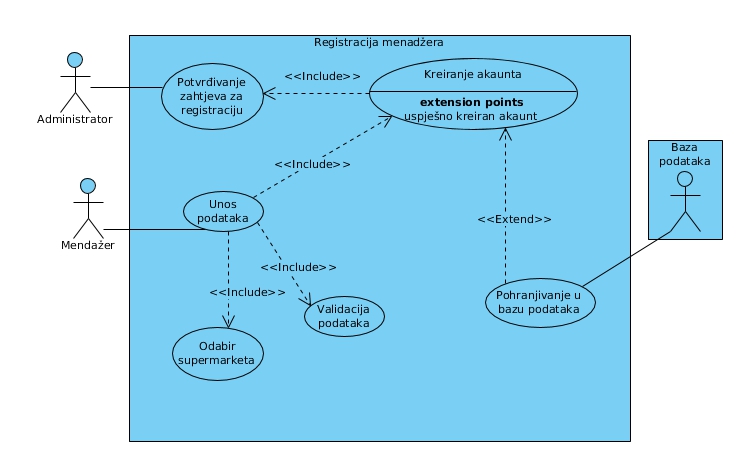 Registracija menadžera
Potvrđivanje
zahtjeva za
registraciju
<<Include>>
Kreiranje akaunta
extension points
uspješno kreiran akaunt
Administrator
<<Include>>
Baza
podataka
Unos
podataka
Mendažer
<<Extend>>
<<Include>>
<<Include>>
Pohranjivanje u
bazu podataka
Validacija
podataka
Odabir
supermarketa